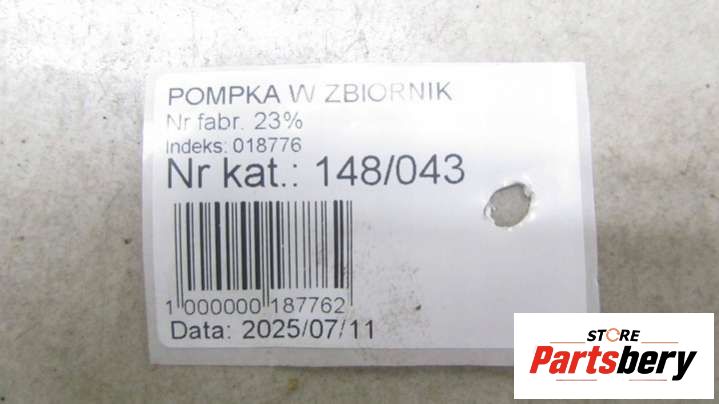 POMPKA W ZBIORNIK
Nr fabr. 23%
Indeks: 018776
Nr kat.: 148/043
1 000000 187762
Data: 2025/07/11
STORE
Partsbery